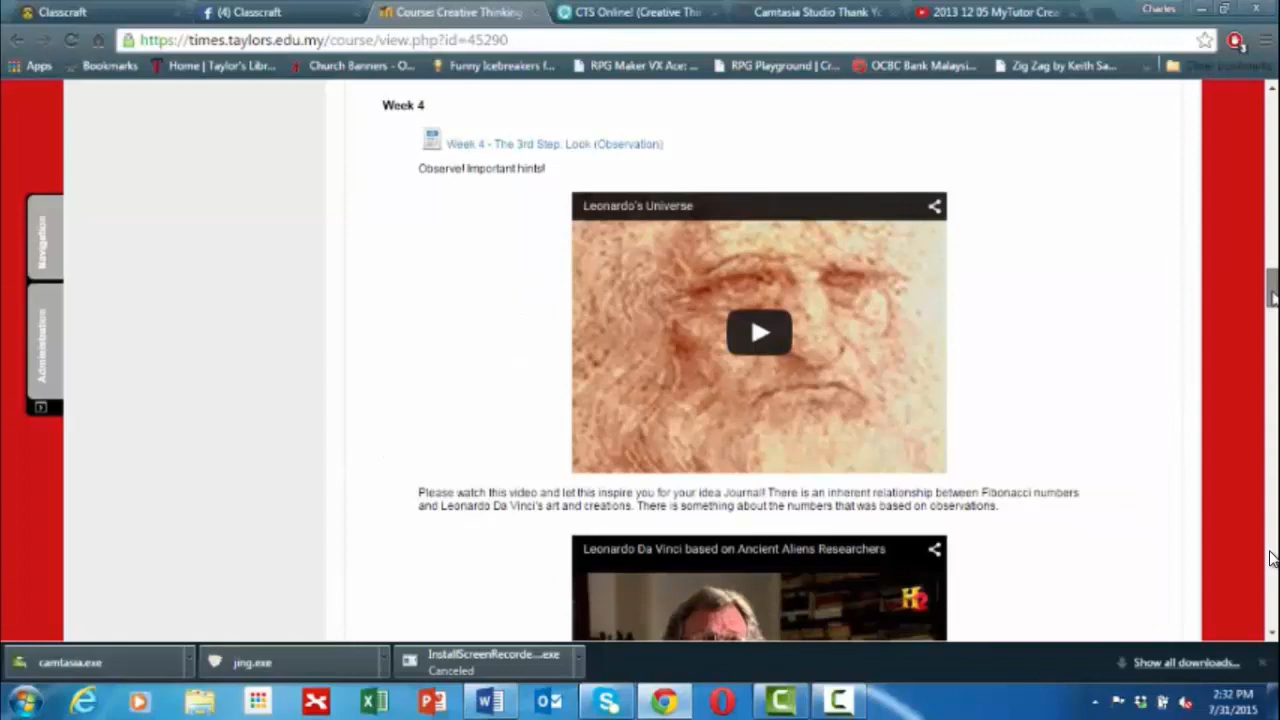 Classcraft
(4) Classcraft
Course: Creative Thinking
CTS Online! (Creative Thi
Camtasia Studio Thank Y
2013 12 05 MyTutor Crea
Charles
https://times.taylors.edu.my/course/view.php?id=45290
Apps
Bookmarks
Home | Taylor's Libr...
Church Banners - O...
Funny Icebreakers f...
RPG Maker VX Ace: ...
RPG Playground | Cr...
OCBC Bank Malaysi...
Zig Zag by Keith Sa...
Other bookmarks
Navigation
Administration
Week 4
Week 4 - The 3rd Step: Look (Observation)
Observe! Important hints!
Leonardo's Universe
Please watch this video and let this inspire you for your idea Journal! There is an inherent relationship between Fibonacci numbers
and Leonardo Da Vinci's art and creations. There is something about the numbers that was based on observations.
Leonardo Da Vinci based on Ancient Aliens Researchers
H2
camtasia.exe
jing.exe
InstallScreenRecorde....exe
Canceled
Show all downloads...
2:32 PM
7/31/2015